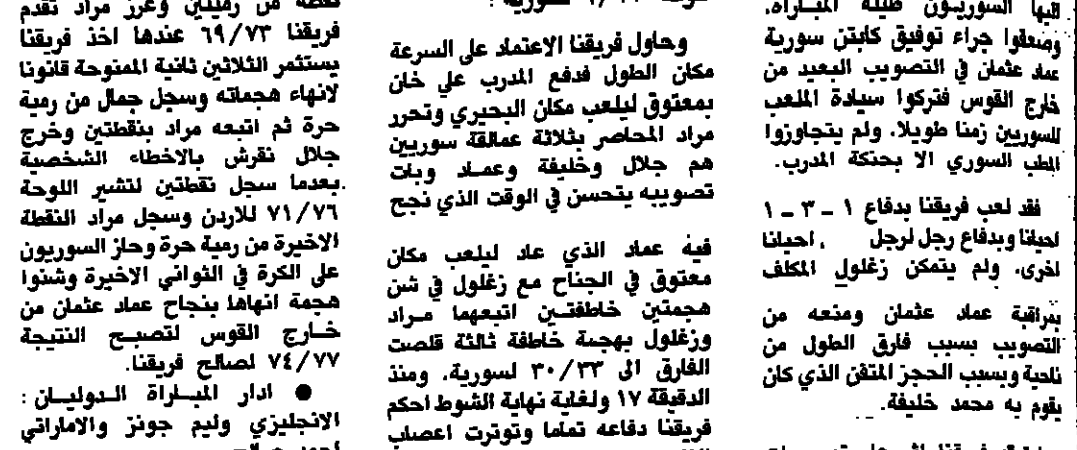 اليها السوريون طيلة المباراة.
وصعقوا جراء توفيق كابتن سورية
عماد عثمان في التصويب البعيد من
خارج القوس فتركوا سيادة الملعب
للسوريين زمنا طويلا. ولم يتجاوزوا
المطب السوري الا بحنكة المدرب.
فقد لعب فريقنا بدفاع ١ – ٣ – ١
احيانا وبدفاع رجل لرجل ، احيانا
اخرى. ولم يتمكن زغلول المكلف
بمراقبة عماد عثمان ومنعه من
التصويب بسبب فارق الطول من
ناحية وبسبب الحجز المتقن الذي كان
يقوم به محمد خليفة.
وحاول فريقنا الاعتماد على السرعة
مكان الطول فدفع المدرب علي خان
بمعتوق ليلعب مكان البحيري وتحرر
مراد المحاصر بثلاثة عمالقة سوريين
هم جلال وخليفة وعماد وبات
تصويبه يتحسن في الوقت الذي نجح
فيه عماد الذي عاد ليلعب مكان
معتوق في الجناح مع زغلول في شن
هجمتين خاطفتين اتبعهما مراد
وزغلول بهجمة خاطفة ثالثة قلصت
الفارق الى ٣٠/٣٣ لسورية. ومنذ
الدقيقة ١٧ ولغاية نهاية الشوط احكم
فريقنا دفاعه تماما وتوترت اعصاب
نقطة من رميتين وعزز مراد تقدم
فريقنا ٦٩/٧٣ عندها اخذ فريقنا
يستثمر الثلاثين ثانية الممنوحة قانونا
لانهاء هجماته وسجل جمال من رمية
حرة ثم اتبعه مراد بنقطتين وخرج
جلال نقرش بالاخطاء الشخصية
بعدما سجل نقطتين لتشير اللوحة
٧١/٧٦ للاردن وسجل مراد النقطة
الاخيرة من رمية حرة وحاز السوريون
على الكرة في الثواني الاخيرة وشنوا
هجمة انهاها بنجاح عماد عثمان من
خارج القوس لتصبح النتيجة
٧٤/٧٧ لصالح فريقنا.
● ادار المباراة الدوليان :
الانجليزي وليم جونز والاماراتي